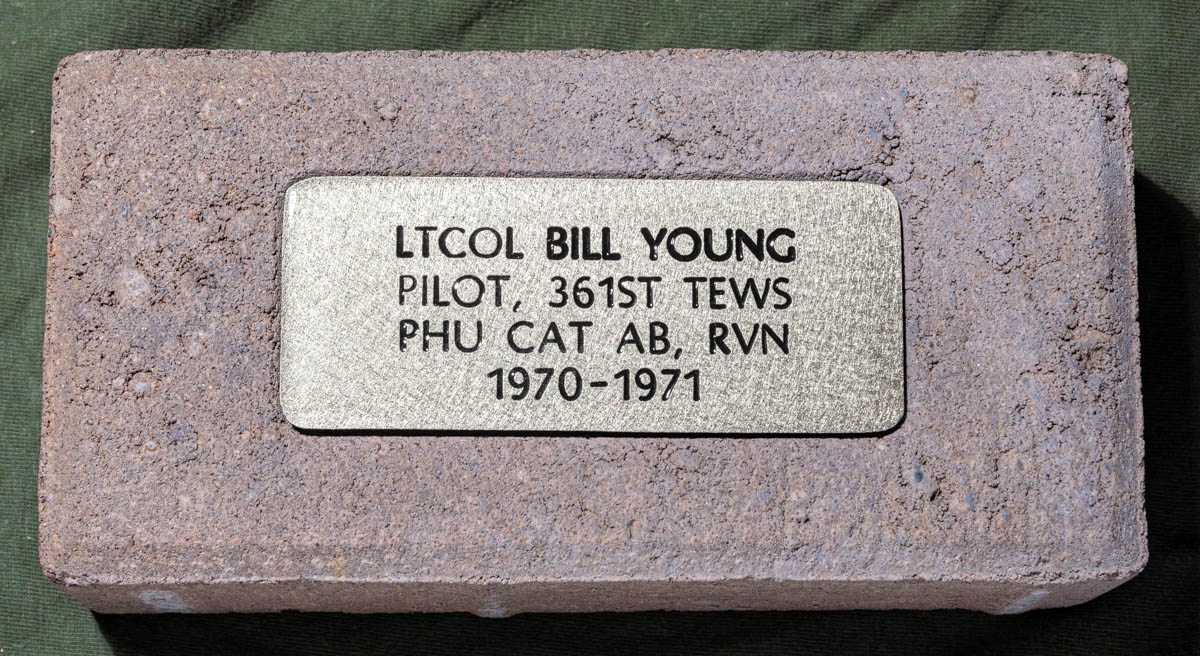 LTCOL BILL YOUNG
PILOT, 361ST TEWS
PHU CAT AB, RVN
1970-1971